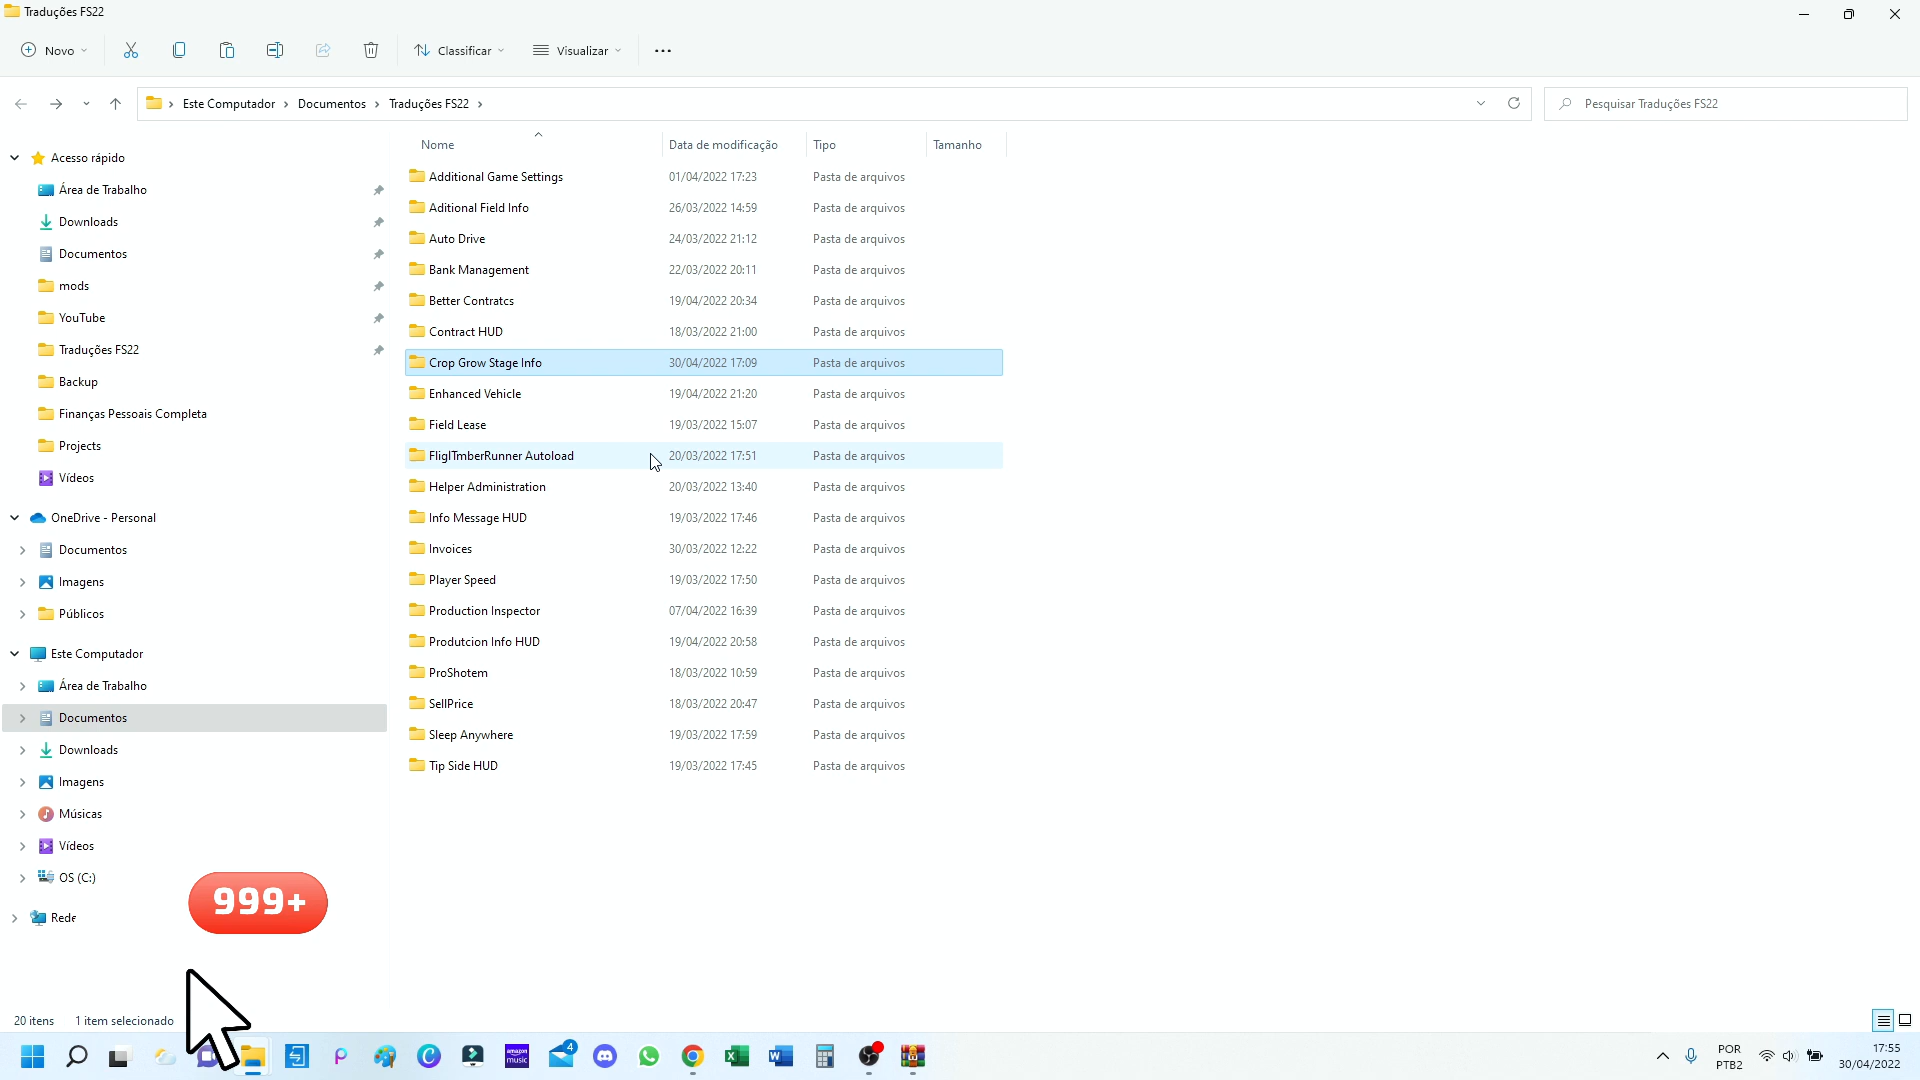 Traduções FS22
Novo
Classificar
Visualizar
Este Computador
Documentos
Traduções FS22
Pesquisar Traduções FS22
Nome
Data de modificação
Tipo
Tamanho
Acesso rápido
Área de Trabalho
Downloads
Documentos
mods
YouTube
Traduções FS22
Backup
Finanças Pessoais Completa
Projects
Vídeos
OneDrive - Personal
Documentos
Imagens
Públicos
Este Computador
Área de Trabalho
Documentos
Downloads
Imagens
Músicas
Vídeos
OS (C:)
Rede
Additional Game Settings 01/04/2022 17:23 Pasta de arquivos
Aditional Field Info 26/03/2022 14:59 Pasta de arquivos
Auto Drive 24/03/2022 21:12 Pasta de arquivos
Bank Management 22/03/2022 20:11 Pasta de arquivos
Better Contratcs 19/04/2022 20:34 Pasta de arquivos
Contract HUD 18/03/2022 21:00 Pasta de arquivos
Crop Grow Stage Info 30/04/2022 17:09 Pasta de arquivos
Enhanced Vehicle 19/04/2022 21:20 Pasta de arquivos
Field Lease 19/03/2022 15:07 Pasta de arquivos
FliglTmberRunner Autoload 20/03/2022 17:51 Pasta de arquivos
Helper Administration 20/03/2022 13:40 Pasta de arquivos
Info Message HUD 19/03/2022 17:46 Pasta de arquivos
Invoices 30/03/2022 12:22 Pasta de arquivos
Player Speed 19/03/2022 17:50 Pasta de arquivos
Production Inspector 07/04/2022 16:39 Pasta de arquivos
Produtcion Info HUD 19/04/2022 20:58 Pasta de arquivos
ProShotem 18/03/2022 10:59 Pasta de arquivos
SellPrice 18/03/2022 20:47 Pasta de arquivos
Sleep Anywhere 19/03/2022 17:59 Pasta de arquivos
Tip Side HUD 19/03/2022 17:45 Pasta de arquivos
999+
20 itens
1 item selecionado
amazon
music
4
POR
PTB2
17:55
30/04/2022